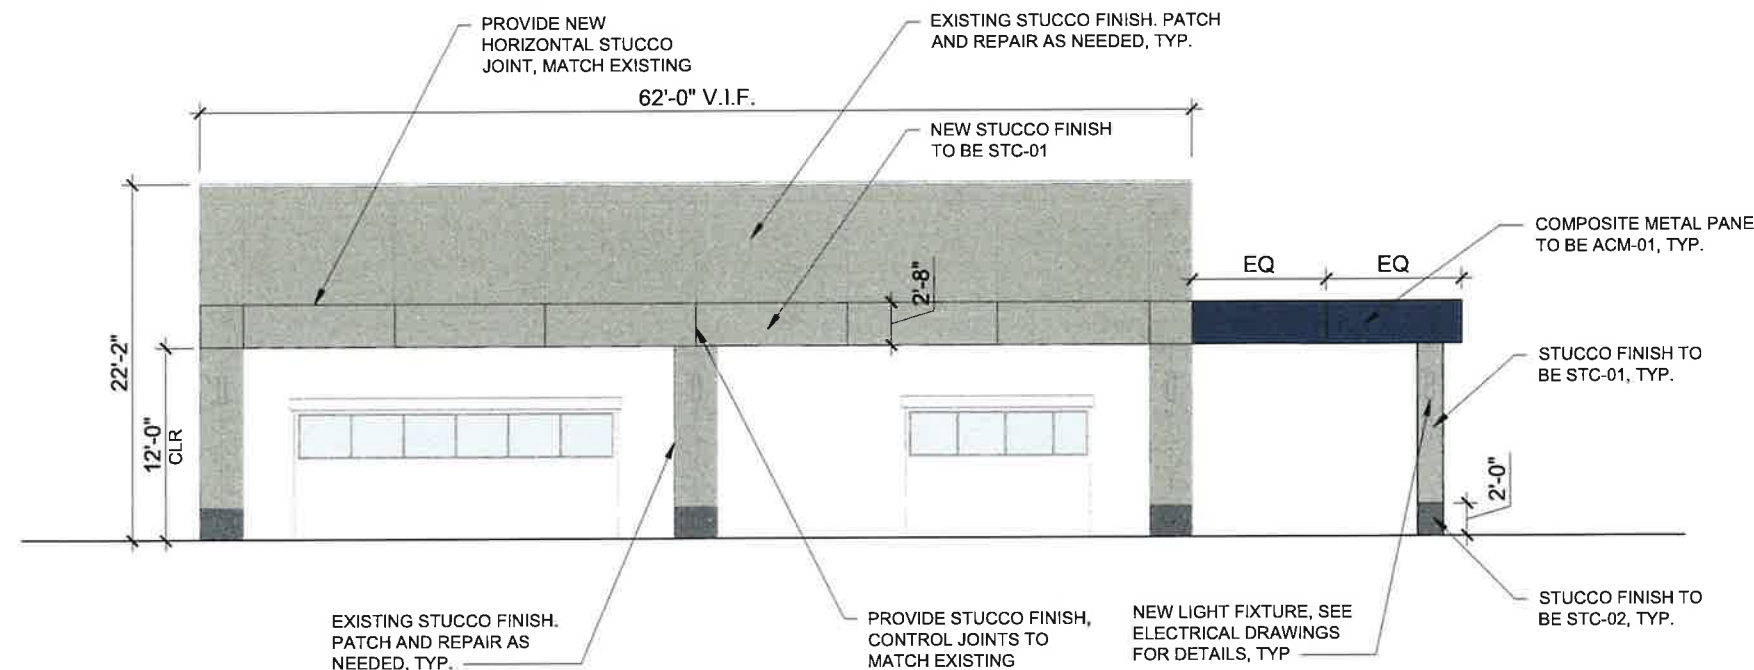 PROVIDE NEW
HORIZONTAL STUCCO
JOINT, MATCH EXISTING
EXISTING STUCCO FINISH. PATCH
AND REPAIR AS NEEDED, TYP.
62'-0" V.I.F.
NEW STUCCO FINISH
TO BE STC-01
COMPOSITE METAL PANE
TO BE ACM-01, TYP.
EQ
EQ
2'-8"
22'-2"
12'-0"
CLR
STUCCO FINISH TO
BE STC-01, TYP.
2'-0"
STUCCO FINISH TO
BE STC-02, TYP.
EXISTING STUCCO FINISH.
PATCH AND REPAIR AS
NEEDED, TYP.
PROVIDE STUCCO FINISH,
CONTROL JOINTS TO
MATCH EXISTING
NEW LIGHT FIXTURE, SEE
ELECTRICAL DRAWINGS
FOR DETAILS, TYP